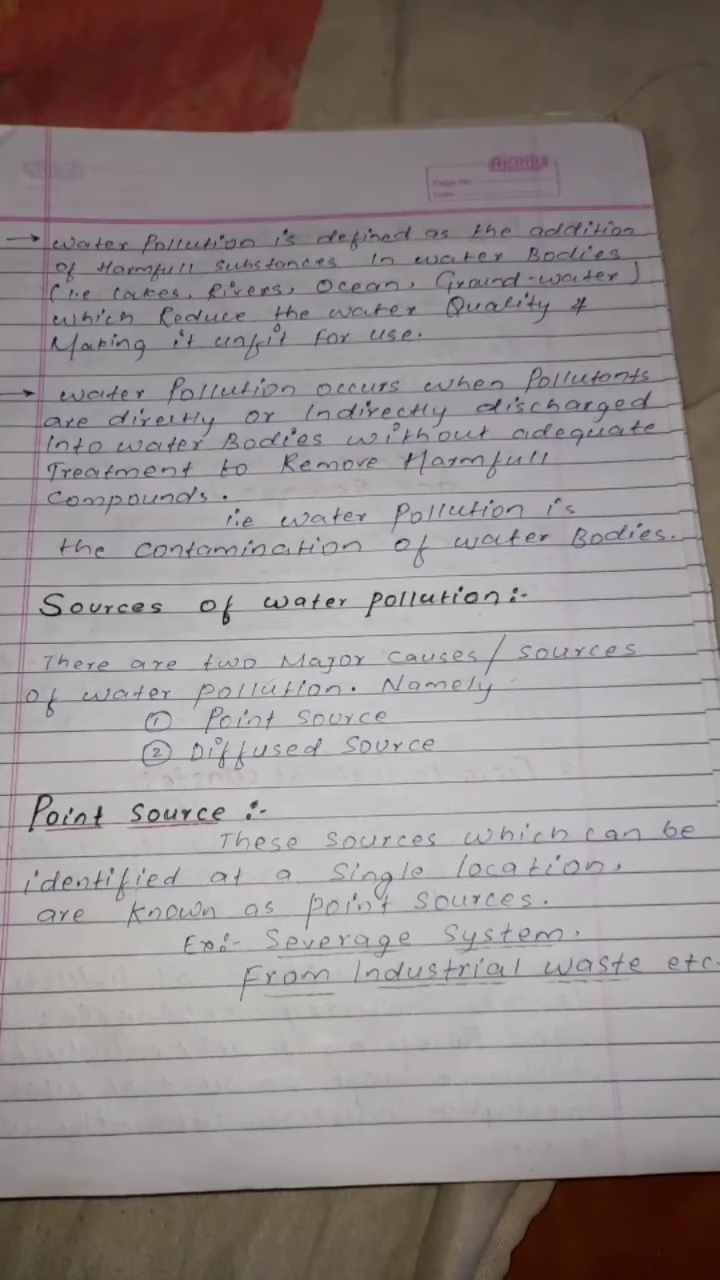 Ajanta
Page No.
Date
→ Water Pollution is defined as the addition
of Harmfull substances In water Bodies
(i.e Lakes, Rivers, Ocean, Ground-water)
which Reduce the water Quality &
Making it unfit for use.
→ Water Pollution occurs when Pollutants
are directly or Indirectly discharged
Into water Bodies without adequate
Treatment to Remove Harmfull
Compounds.
i.e water Pollution is
the contamination of water Bodies.
Sources of water pollution:-
There are two Major causes/sources
of water pollution. Namely
① Point source
② Diffused source
Point source :-
These sources which can be
identified at a single location,
are known as point sources.
Ex:- Severage System,
From Industrial waste etc.